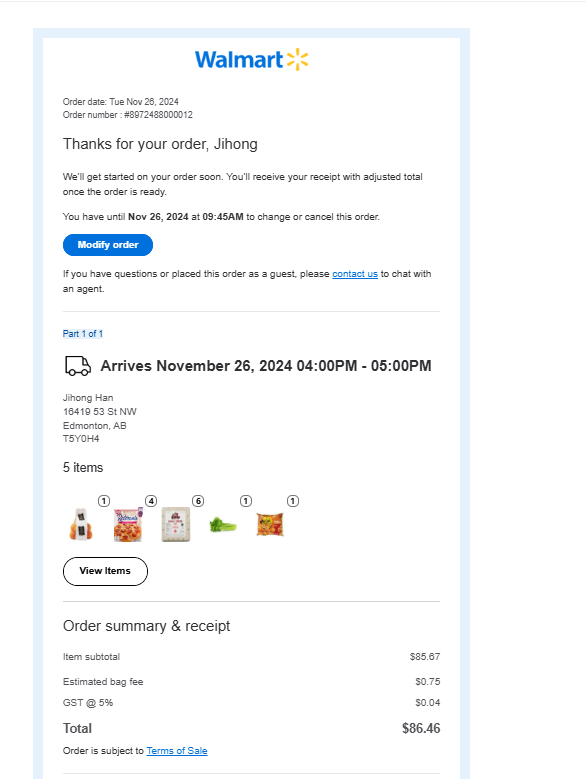 Walmart
Order date: Tue Nov 26, 2024
Order number : #8972488000012
Thanks for your order, Jihong
We'll get started on your order soon. You'll receive your receipt with adjusted total
once the order is ready.
You have until Nov 26, 2024 at 09:45AM to change or cancel this order.
Modify order
If you have questions or placed this order as a guest, please contact us to chat with
an agent.
Part 1 of 1
Arrives November 26, 2024 04:00PM - 05:00PM
Jihong Han
16419 53 St NW
Edmonton, AB
T5Y0H4
5 items
1 4 6 1 1
View Items
Order summary & receipt
Item subtotal $85.67
Estimated bag fee $0.75
GST @ 5% $0.04
Total $86.46
Order is subject to Terms of Sale